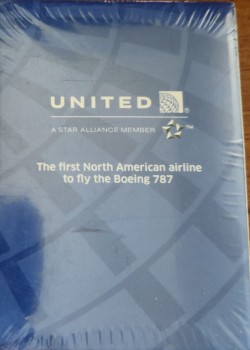 UNITED
A STAR ALLIANCE MEMBER
The first North American airline
to fly the Boeing 787